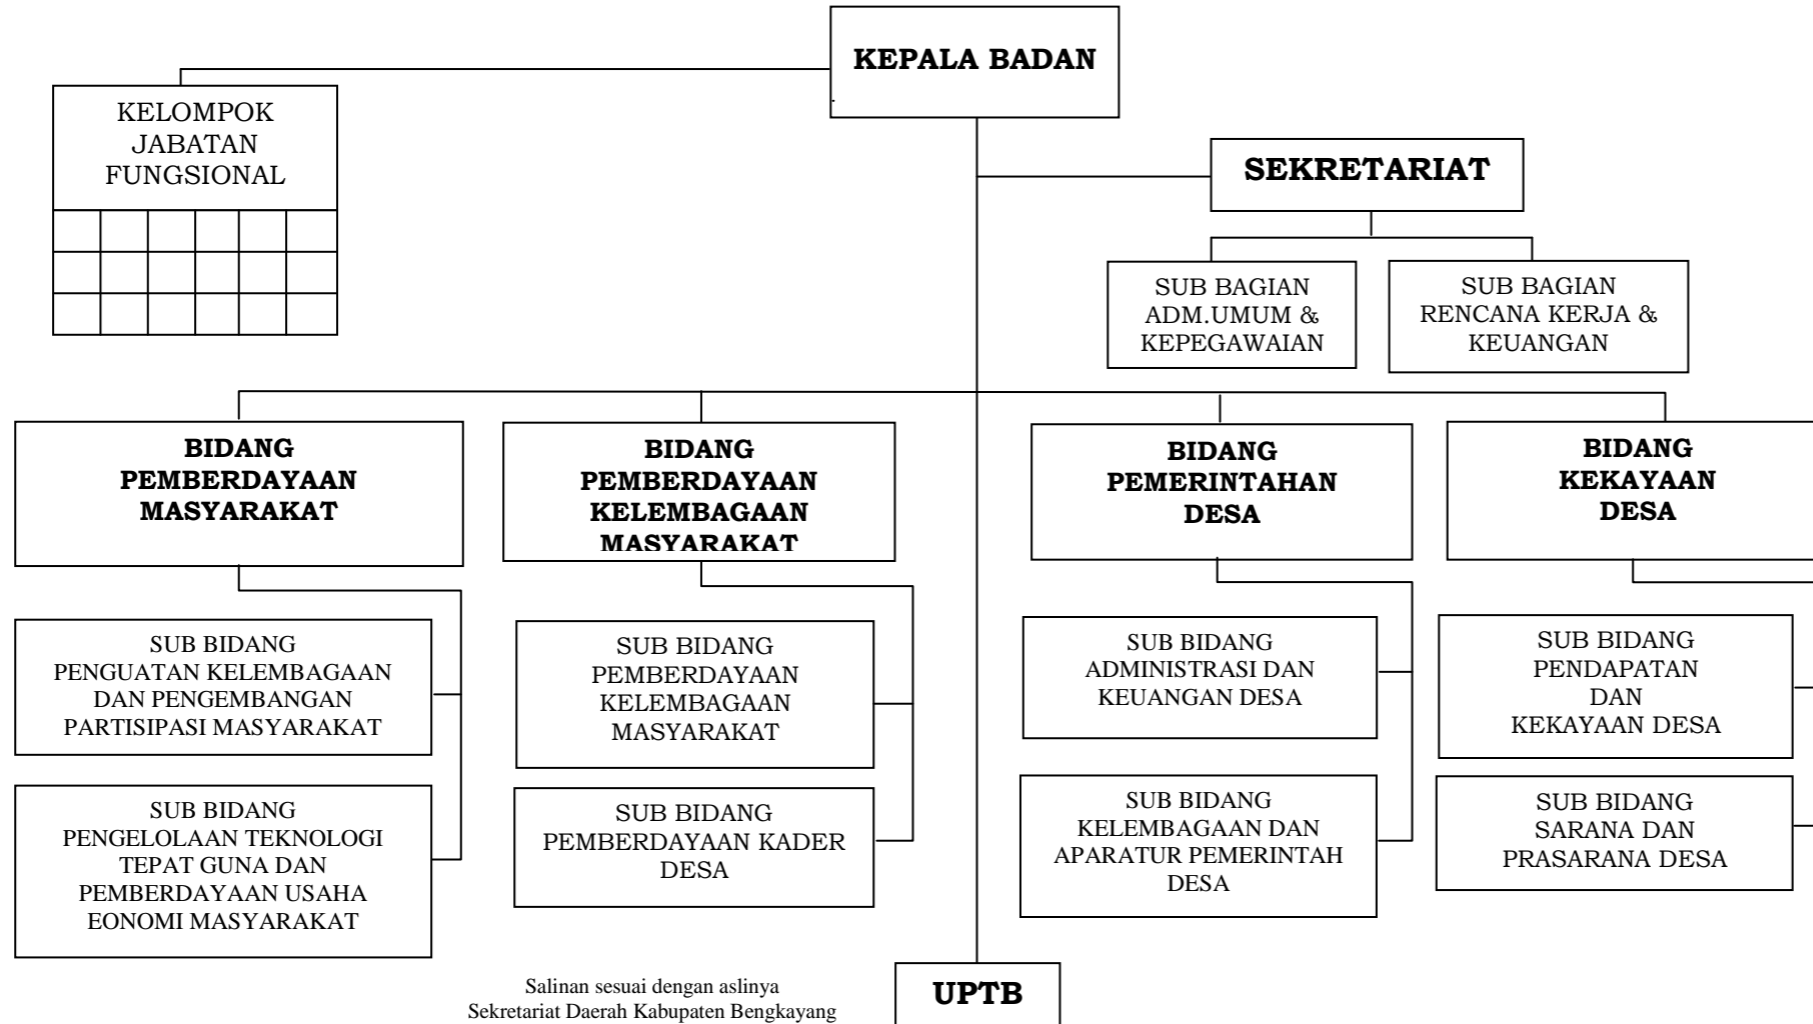 KEPALA BADAN
KELOMPOK
JABATAN
FUNGSIONAL
SEKRETARIAT
SUB BAGIAN
ADM.UMUM &
KEPEGAWAIAN
SUB BAGIAN
RENCANA KERJA &
KEUANGAN
BIDANG
PEMBERDAYAAN
MASYARAKAT
BIDANG
PEMBERDAYAAN
KELEMBAGAAN
MASYARAKAT
BIDANG
PEMERINTAHAN
DESA
BIDANG
KEKAYAAN
DESA
SUB BIDANG
PENGUATAN KELEMBAGAAN
DAN PENGEMBANGAN
PARTISIPASI MASYARAKAT
SUB BIDANG
PEMBERDAYAAN
KELEMBAGAAN
MASYARAKAT
SUB BIDANG
ADMINISTRASI DAN
KEUANGAN DESA
SUB BIDANG
PENDAPATAN
DAN
KEKAYAAN DESA
SUB BIDANG
PENGELOLAAN TEKNOLOGI
TEPAT GUNA DAN
PEMBERDAYAAN USAHA
EONOMI MASYARAKAT
SUB BIDANG
PEMBERDAYAAN KADER
DESA
SUB BIDANG
KELEMBAGAAN DAN
APARATUR PEMERINTAH
DESA
SUB BIDANG
SARANA DAN
PRASARANA DESA
Salinan sesuai dengan aslinya
Sekretariat Daerah Kabupaten Bengkayang
UPTB